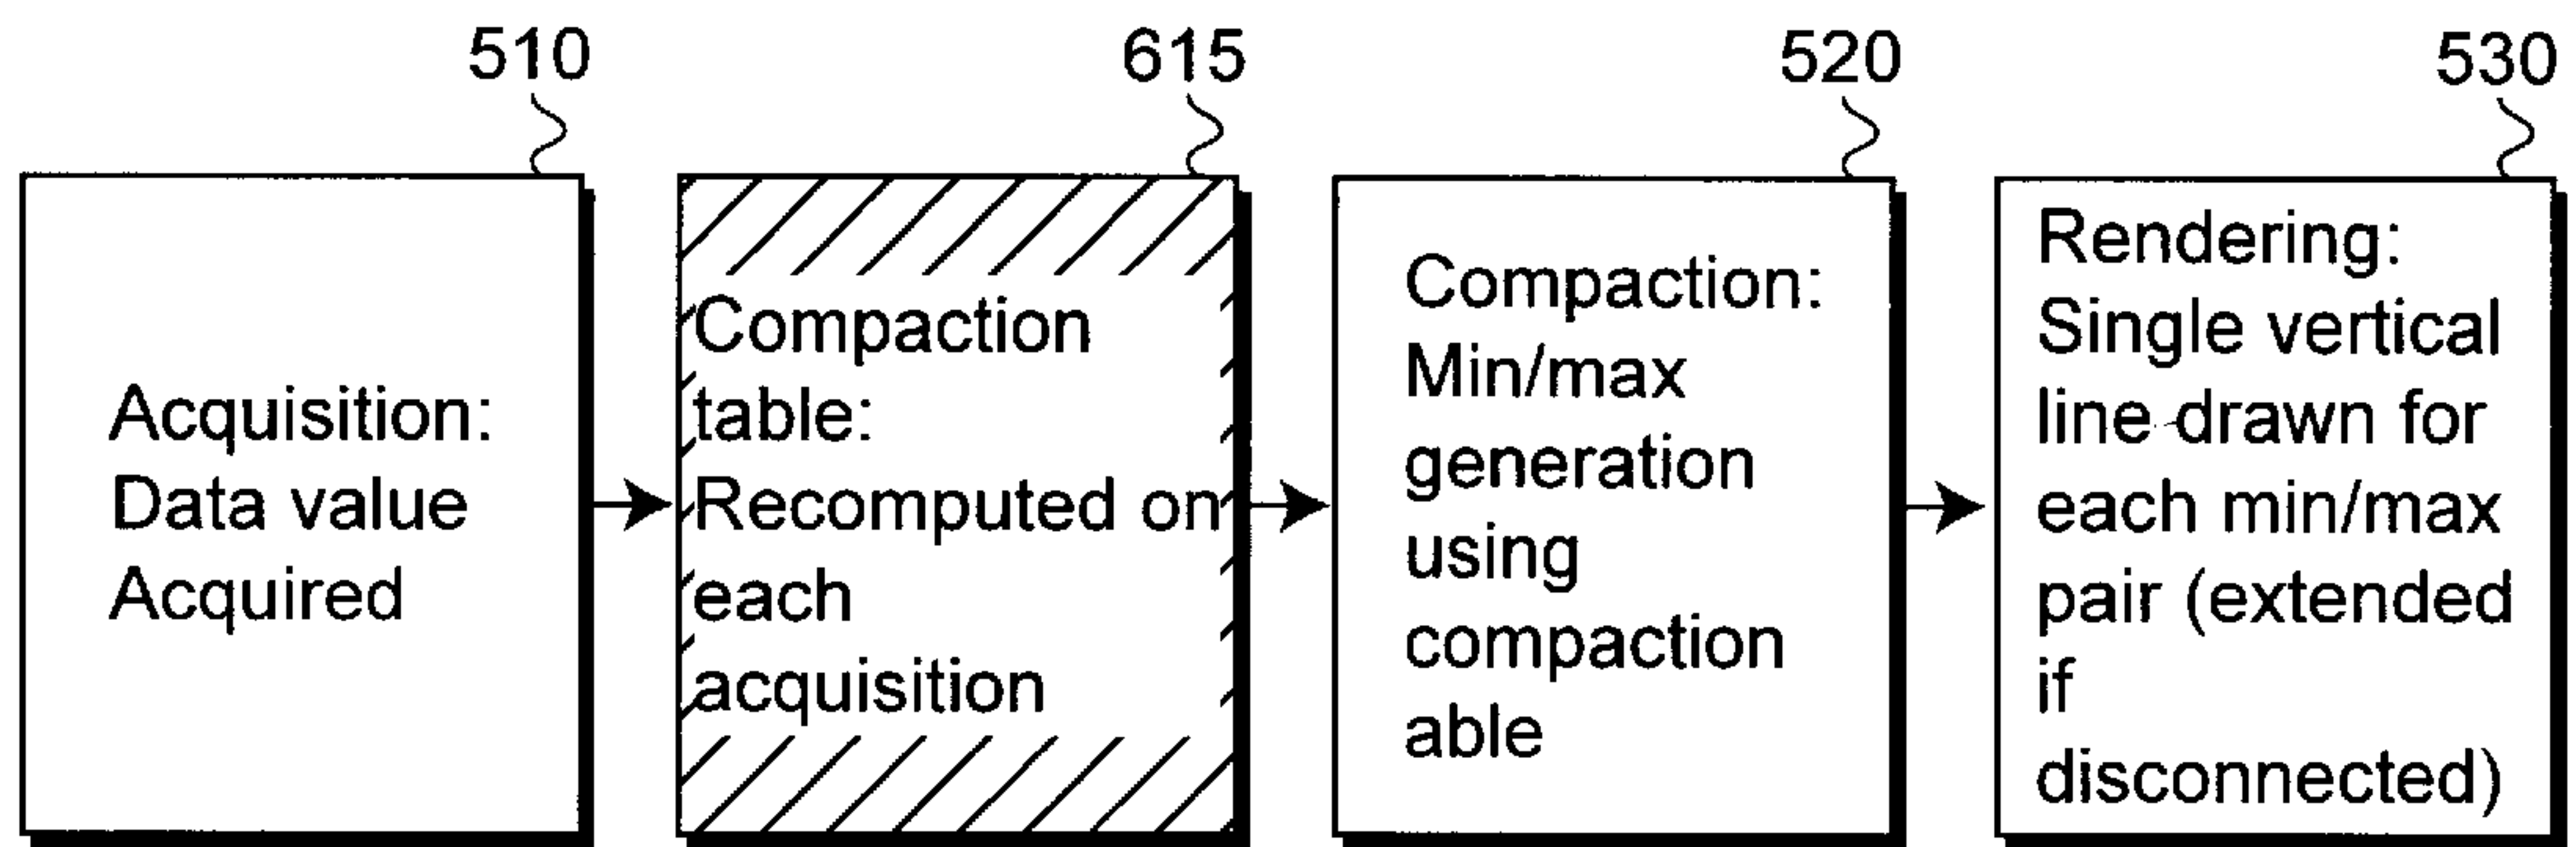 510
615
520
530
Acquisition:
Data value
Acquired
Compaction
table:
Recomputed on
each
acquisition
Compaction:
Min/max
generation
using
compaction
able
Rendering:
Single vertical
line drawn for
each min/max
pair (extended
if
disconnected)